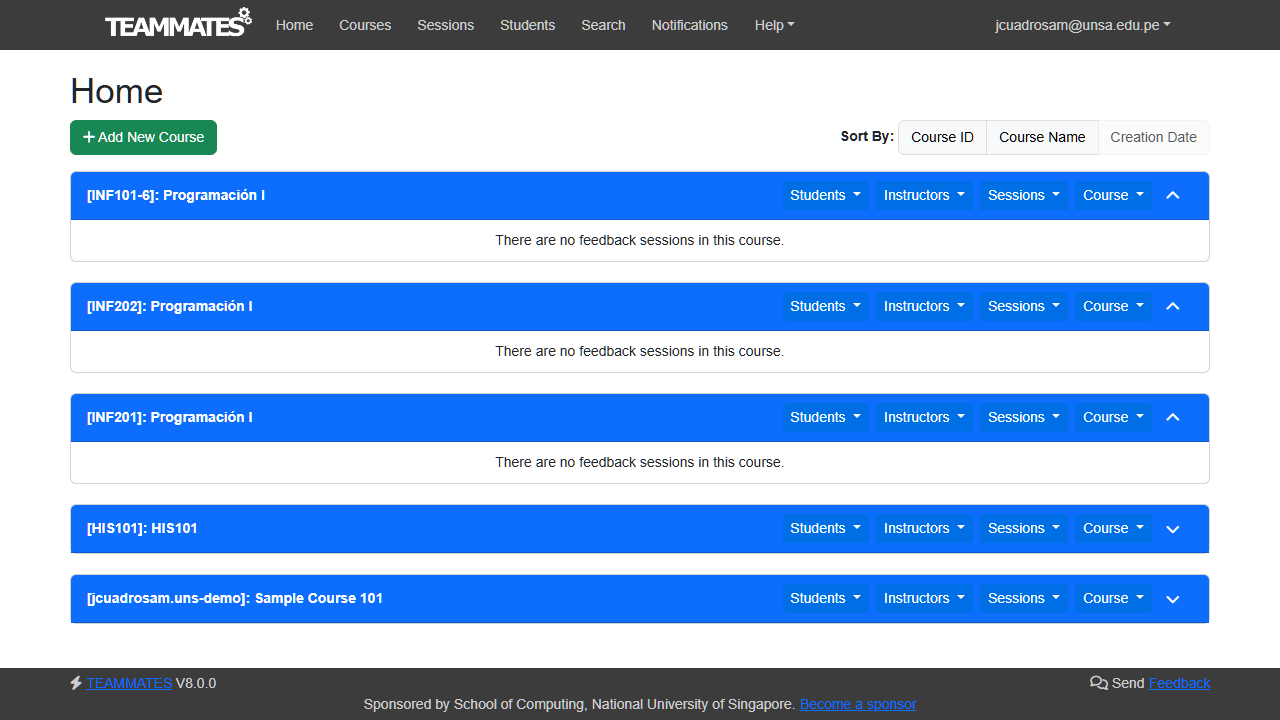 TEAMMATES Home Courses Sessions Students Search Notifications Help jcuadrosam@unsa.edu.pe
Home
Add New Course Sort By: Course ID Course Name Creation Date
[INF101-6]: Programación I Students Instructors Sessions Course
There are no feedback sessions in this course.
[INF202]: Programación I Students Instructors Sessions Course
There are no feedback sessions in this course.
[INF201]: Programación I Students Instructors Sessions Course
There are no feedback sessions in this course.
[HIS101]: HIS101 Students Instructors Sessions Course
[jcuadrosam.uns-demo]: Sample Course 101 Students Instructors Sessions Course
TEAMMATES V8.0.0 Send Feedback
Sponsored by School of Computing, National University of Singapore. Become a sponsor